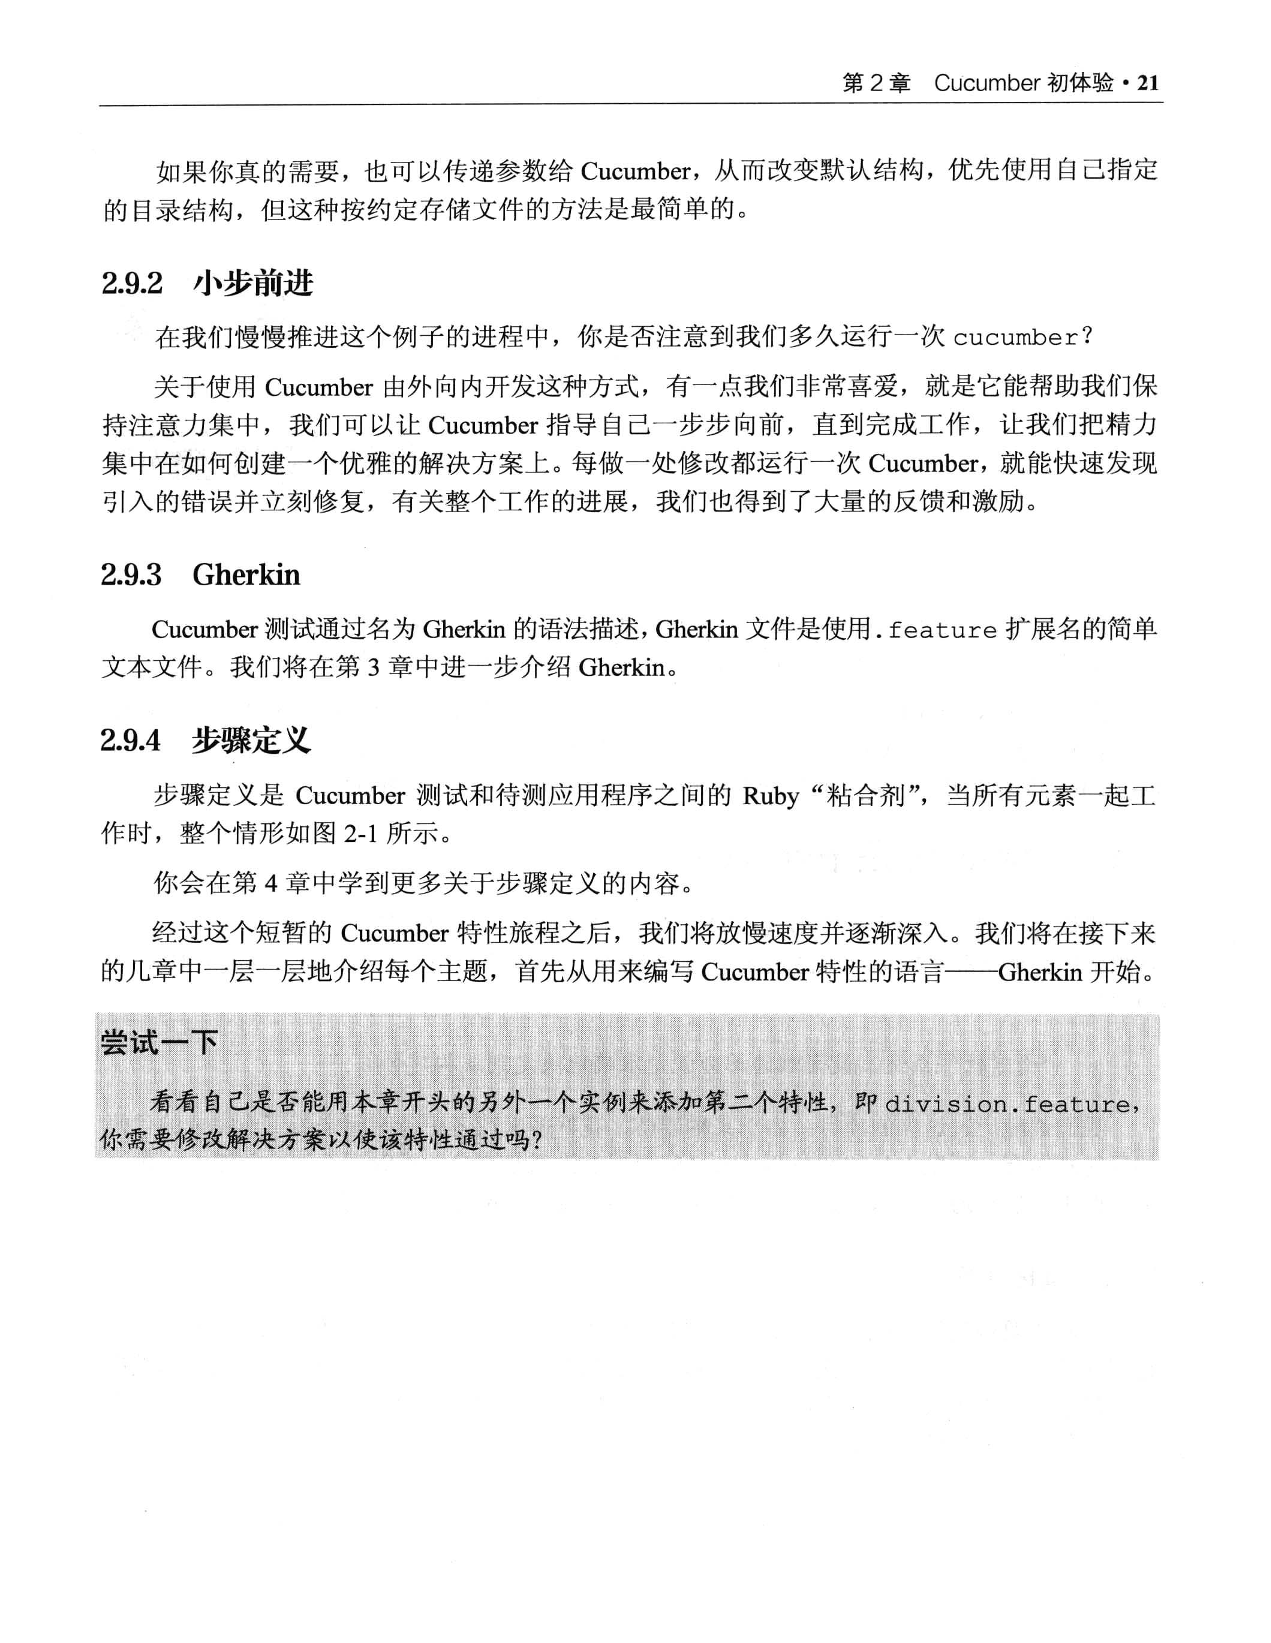 第 2 章 Cucumber 初体验 · 21
如果你真的需要，也可以传递参数给 Cucumber，从而改变默认结构，优先使用自己指定
的目录结构，但这种按约定存储文件的方法是最简单的。
2.9.2 小步前进
在我们慢慢推进这个例子的进程中，你是否注意到我们多久运行一次 cucumber？
关于使用 Cucumber 由外向内开发这种方式，有一点我们非常喜爱，就是它能帮助我们保
持注意力集中，我们可以让 Cucumber 指导自己一步步向前，直到完成工作，让我们把精力
集中在如何创建一个优雅的解决方案上。每做一处修改都运行一次 Cucumber，就能快速发现
引入的错误并立刻修复，有关整个工作的进展，我们也得到了大量的反馈和激励。
2.9.3 Gherkin
Cucumber 测试通过名为 Gherkin 的语法描述，Gherkin 文件是使用.feature 扩展名的简单
文本文件。我们将在第 3 章中进一步介绍 Gherkin。
2.9.4 步骤定义
步骤定义是 Cucumber 测试和待测应用程序之间的 Ruby“粘合剂”，当所有元素一起工
作时，整个情形如图 2-1 所示。
你会在第 4 章中学到更多关于步骤定义的内容。
经过这个短暂的 Cucumber 特性旅程之后，我们将放慢速度并逐渐深入。我们将在接下来
的几章中一层一层地介绍每个主题，首先从用来编写 Cucumber 特性的语言——Gherkin 开始。
尝试一下
看看自己是否能用本章开头的另外一个实例来添加第二个特性，即 division.feature，
你需要修改解决方案以使该特性通过吗？